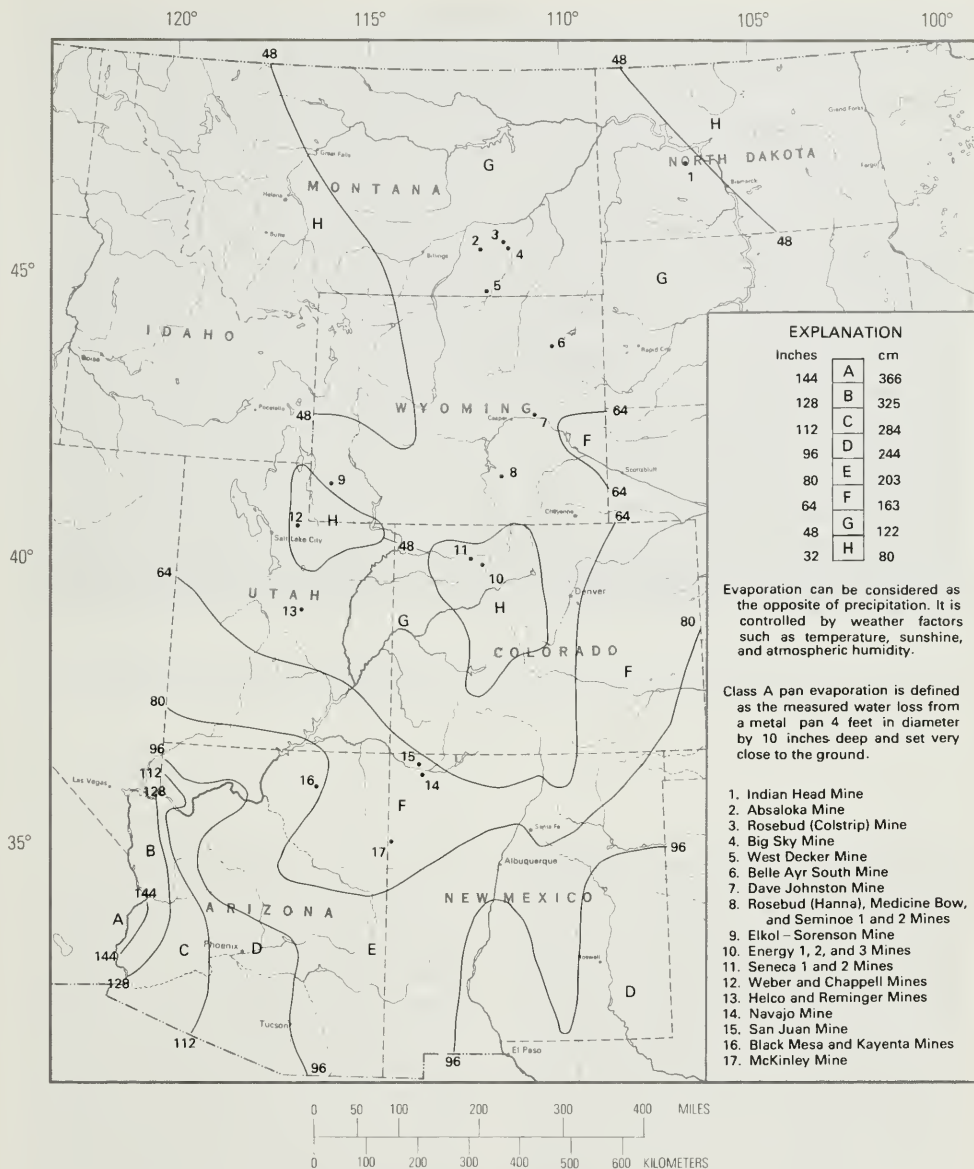 120° 115° 110° 105° 100°
48 48
Grand Forks
H
Great Falls
G
NORTH DAKOTA
MONTANA
1
Fargo
Bismarck
Helena
H
Butte
3
2
4
48
Billings
45°
5
G
IDAHO
6
Rapid City
Boise
WYOMING
Pocatello
48
Casper
7
64
F
Scottsbluff
9
8
64
Cheyenne
64
12
H
Salt Lake City
48
11
10
40°
64
UTAH
Denver
13
H
G
80
COLORADO
F
80
96
15
112
14
Las Vegas
16
128
F
Santa Fe
35°
17
96
B
Albuquerque
144
NEW MEXICO
ARIZONA
A
C
Phoenix
D
E
Roswell
144
D
128
Tucson
112
El Paso
96
96
EXPLANATION
Inches cm
A
144 366
B
128 325
C
112 284
D
96 244
E
80 203
F
64 163
G
48 122
H
32 80
Evaporation can be considered as
the opposite of precipitation. It is
controlled by weather factors
such as temperature, sunshine,
and atmospheric humidity.
Class A pan evaporation is defined
as the measured water loss from
a metal pan 4 feet in diameter
by 10 inches deep and set very
close to the ground.
1. Indian Head Mine
2. Absaloka Mine
3. Rosebud (Colstrip) Mine
4. Big Sky Mine
5. West Decker Mine
6. Belle Ayr South Mine
7. Dave Johnston Mine
8. Rosebud (Hanna), Medicine Bow,
and Seminoe 1 and 2 Mines
9. Elkol – Sorenson Mine
10. Energy 1, 2, and 3 Mines
11. Seneca 1 and 2 Mines
12. Weber and Chappell Mines
13. Helco and Reminger Mines
14. Navajo Mine
15. San Juan Mine
16. Black Mesa and Kayenta Mines
17. McKinley Mine
0 50 100 200 300 400 MILES
0 100 200 300 400 500 600 KILOMETERS